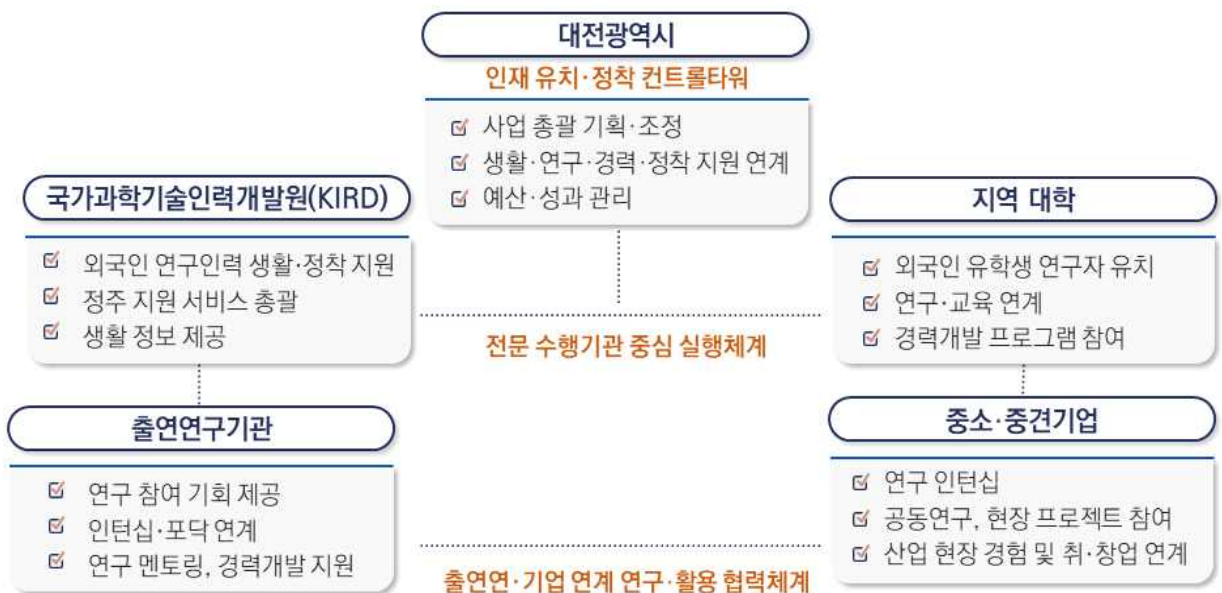 대전광역시
인재 유치·정착 컨트롤타워
사업 총괄 기획·조정
생활·연구·경력·정착 지원 연계
예산·성과 관리
국가과학기술인력개발원(KIRD)
외국인 연구인력 생활·정착 지원
정주 지원 서비스 총괄
생활 정보 제공
지역 대학
외국인 유학생 연구자 유치
연구·교육 연계
경력개발 프로그램 참여
전문 수행기관 중심 실행체계
출연연구기관
연구 참여 기회 제공
인턴십·포닥 연계
연구 멘토링, 경력개발 지원
중소·중견기업
연구 인턴십
공동연구, 현장 프로젝트 참여
산업 현장 경험 및 취·창업 연계
출연연·기업 연계 연구·활용 협력체계